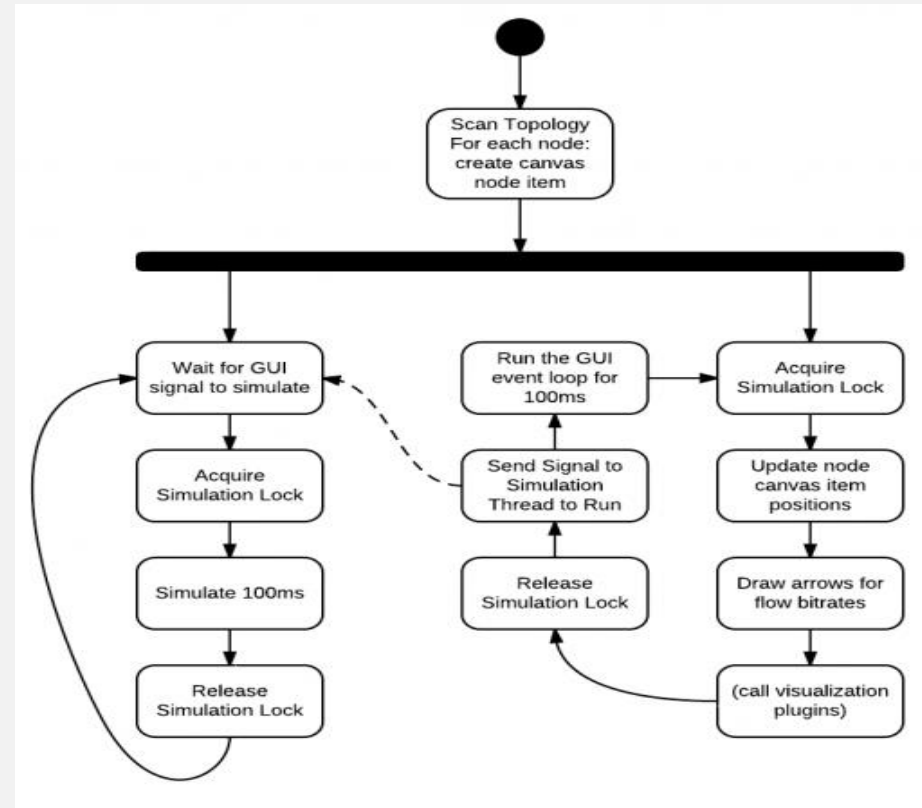 Scan Topology
For each node:
create canvas
node item
Wait for GUI
signal to simulate
Acquire
Simulation Lock
Simulate 100ms
Release
Simulation Lock
Run the GUI
event loop for
100ms
Send Signal to
Simulation
Thread to Run
Release
Simulation Lock
Acquire
Simulation Lock
Update node
canvas item
positions
Draw arrows for
flow bitrates
(call visualization
plugins)